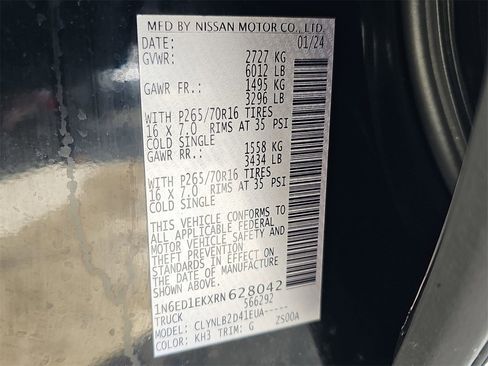 MFD BY NISSAN MOTOR CO., LTD.
DATE: 01/24
GVWR: 2727 KG
6012 LB
GAWR FR.: 1495 KG
3296 LB
WITH P265/70R16 TIRES
16 X 7.0 RIMS AT 35 PSI
COLD SINGLE
GAWR RR.: 1558 KG
3434 LB
WITH P265/70R16 TIRES
16 X 7.0 RIMS AT 35 PSI
COLD SINGLE
THIS VEHICLE CONFORMS TO
ALL APPLICABLE FEDERAL
MOTOR VEHICLE SAFETY AND
THEFT PREVENTION
STANDARDS IN EFFECT ON
THE DATE OF MANUFACTURE
SHOWN ABOVE.
1N6ED1EKXRN628042
TRUCK 566292
MODEL: CLYNLB2D41EUA-----
COLOR: KH3 TRIM: G ZS00A